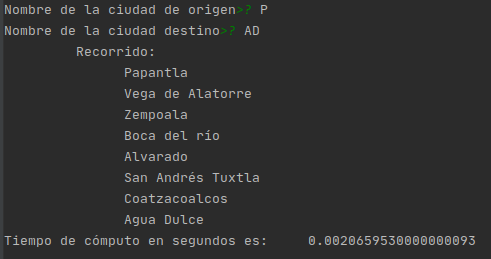 Nombre de la ciudad de origen>? P
Nombre de la ciudad destino>? AD
Recorrido:
Papantla
Vega de Alatorre
Zempoala
Boca del río
Alvarado
San Andrés Tuxtla
Coatzacoalcos
Agua Dulce
Tiempo de cómputo en segundos es: 0.0020659530000000093